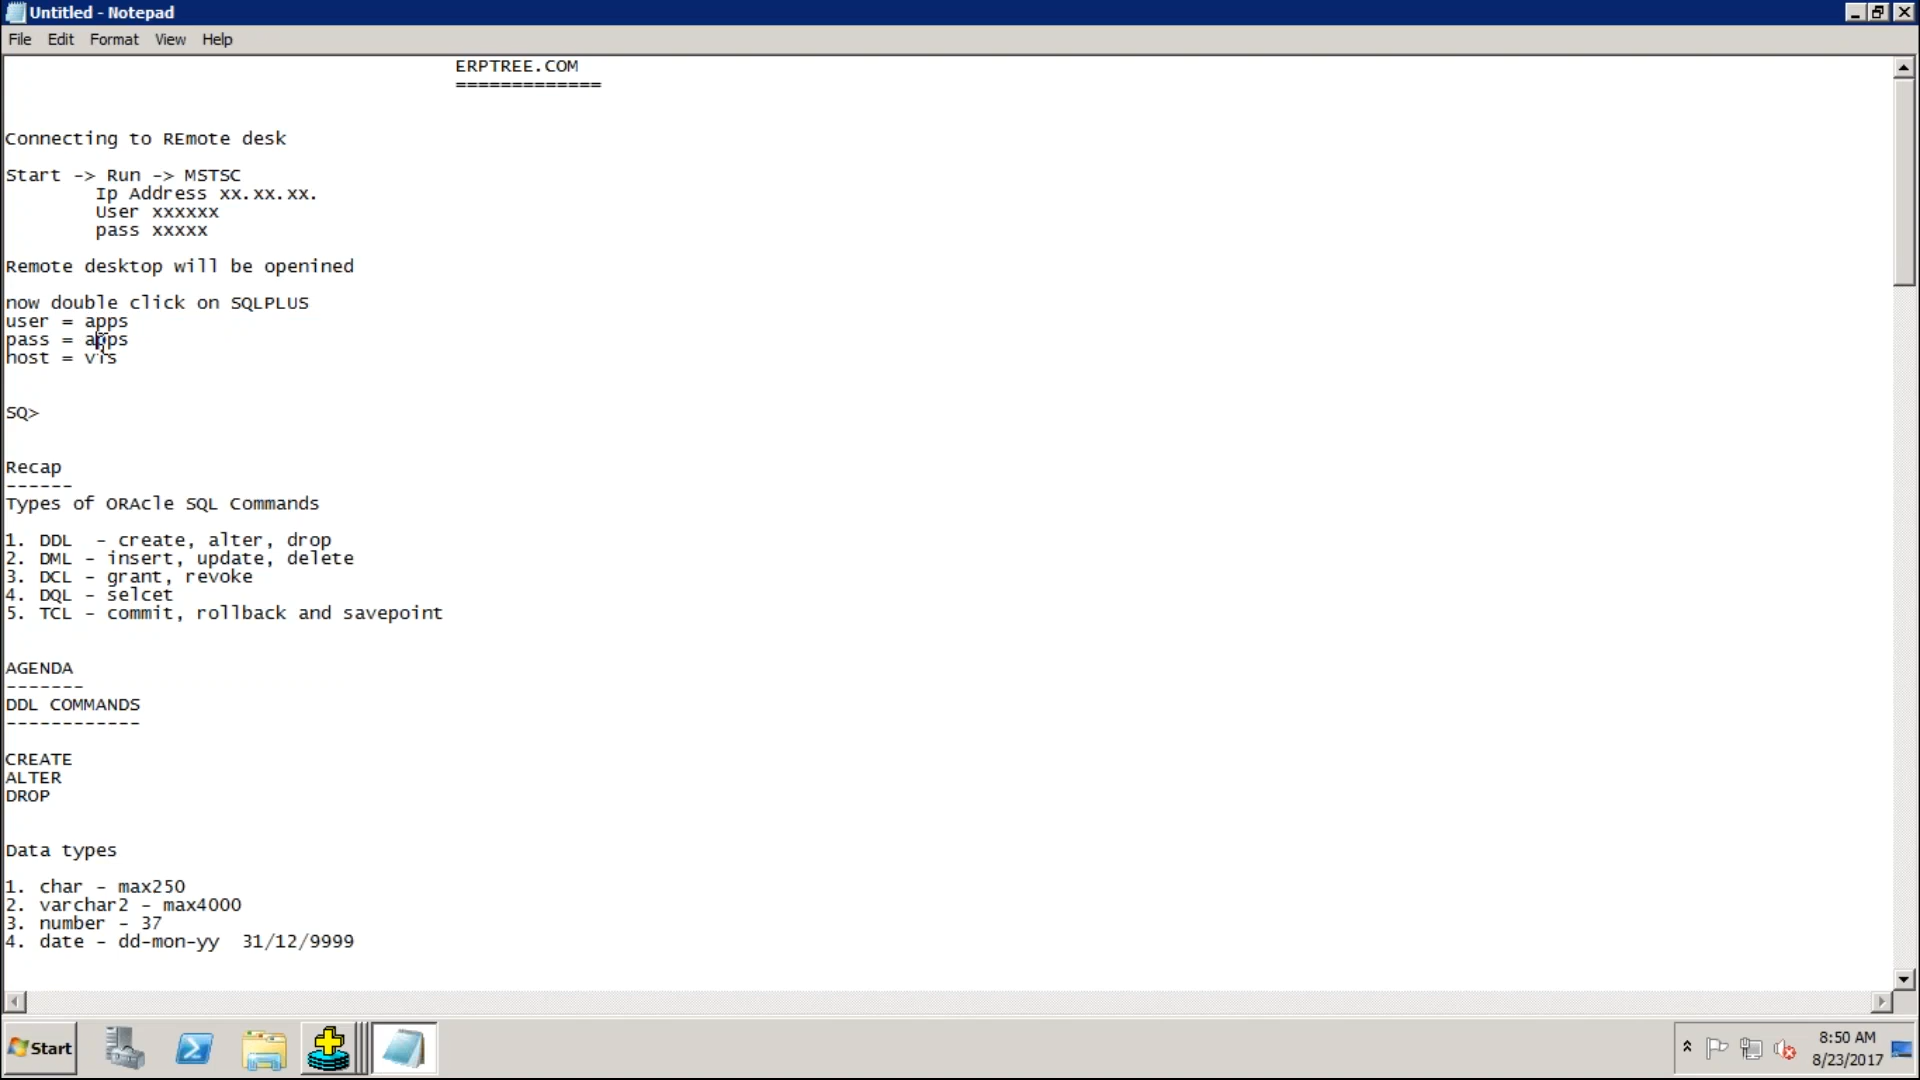 Untitled - Notepad
File Edit Format View Help
ERPTREE.COM
=============
Connecting to REmote desk
Start -> Run -> MSTSC
Ip Address xx.xx.xx.
User xxxxxx
pass xxxxx
Remote desktop will be openined
now double click on SQLPLUS
user = apps
pass = apps
host = vis
SQ>
Recap
------
Types of ORAcle SQL Commands
1. DDL  - create, alter, drop
2. DML - insert, update, delete
3. DCL - grant, revoke
4. DQL - selcet
5. TCL - commit, rollback and savepoint
AGENDA
-------
DDL COMMANDS
------------
CREATE
ALTER
DROP
Data types
1. char - max250
2. varchar2 - max4000
3. number - 37
4. date - dd-mon-yy  31/12/9999
Start
8:50 AM
8/23/2017